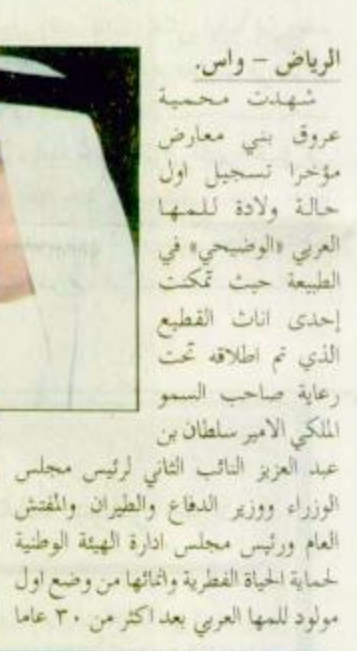 الرياض – واس.
شهدت محمية
عروق بني معارض
مؤخرا تسجيل اول
حالة ولادة للمها
العربي «الوضيحي» في
الطبيعة حيث تمكنت
إحدى اناث القطيع
الذي تم اطلاقه تحت
رعاية صاحب السمو
الملكي الامير سلطان بن
عبد العزيز النائب الثاني لرئيس مجلس
الوزراء ووزير الدفاع والطيران والمفتش
العام ورئيس مجلس ادارة الهيئة الوطنية
لحماية الحياة الفطرية وانمائها من وضع اول
مولود للمها العربي بعد اكثر من ٣٠ عاما